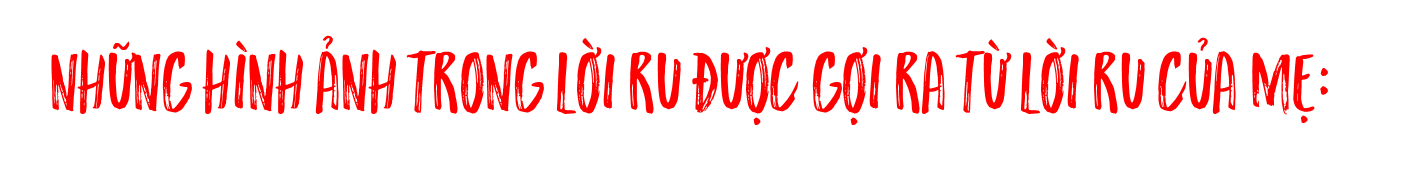 NHỮNG HÌNH ẢNH TRONG LỜI RU ĐƯỢC GỢI RA TỪ LỜI RU CỦA MẸ: